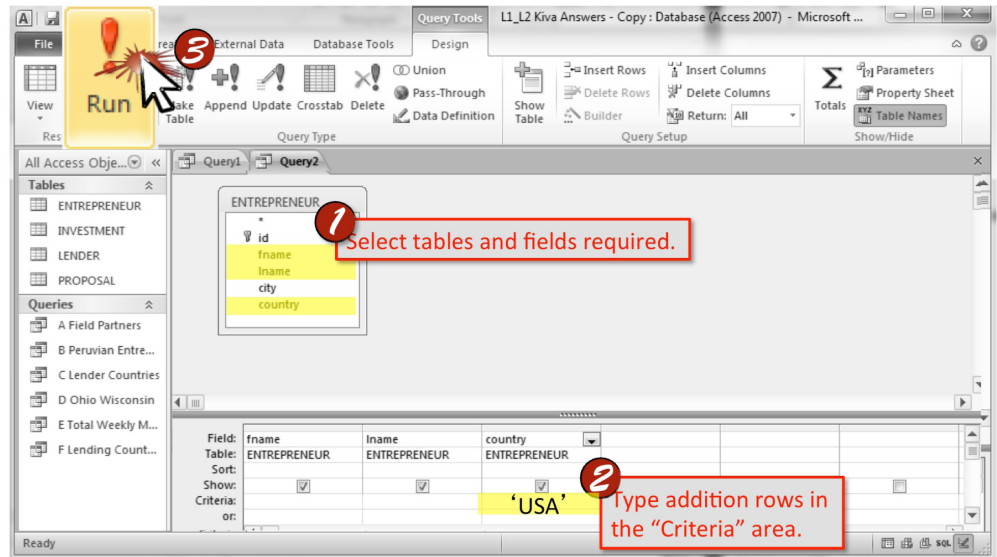 Query Tools L1_L2 Kiva Answers - Copy : Database (Access 2007) - Microsoft ...
File External Data Database Tools Design
Run
3
View
Make Table
Append
Update
Crosstab
Delete
Union
Pass-Through
Data Definition
Query Type
Show Table
Insert Rows
Delete Rows
Builder
Insert Columns
Delete Columns
Return: All
Query Setup
Totals
Parameters
Property Sheet
Table Names
Show/Hide
All Access Obje... «
Query1 Query2
Tables
ENTREPRENEUR
INVESTMENT
LENDER
PROPOSAL
Queries
A Field Partners
B Peruvian Entre...
C Lender Countries
D Ohio Wisconsin
E Total Weekly M...
F Lending Count...
ENTREPRENEUR
*
id
fname
lname
city
country
1
Select tables and fields required.
Field: fname lname country
Table: ENTREPRENEUR ENTREPRENEUR ENTREPRENEUR
Sort:
Show:
Criteria: ‘USA’
or:
2
Type addition rows in
the “Criteria” area.
Ready SQL